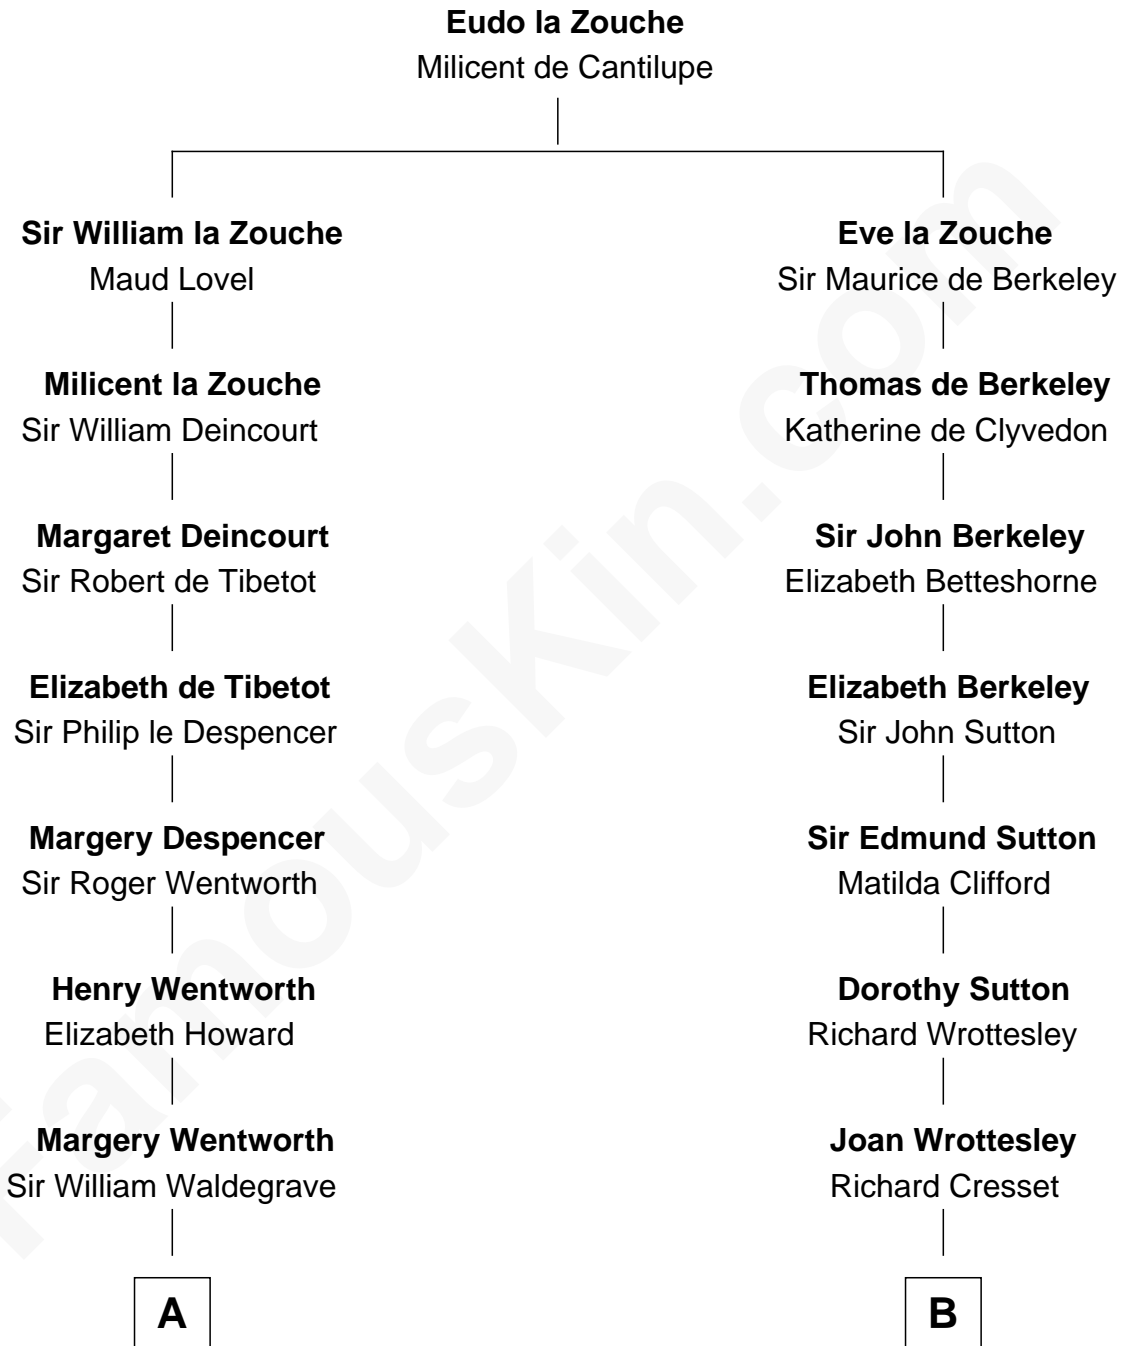 Eudo la Zouche
Milicent de Cantilupe
Sir William la Zouche
Maud Lovel
Milicent la Zouche
Sir William Deincourt
Margaret Deincourt
Sir Robert de Tibetot
Elizabeth de Tibetot
Sir Philip le Despencer
Margery Despencer
Sir Roger Wentworth
Henry Wentworth
Elizabeth Howard
Margery Wentworth
Sir William Waldegrave
A
Eve la Zouche
Sir Maurice de Berkeley
Thomas de Berkeley
Katherine de Clyvedon
Sir John Berkeley
Elizabeth Betteshorne
Elizabeth Berkeley
Sir John Sutton
Sir Edmund Sutton
Matilda Clifford
Dorothy Sutton
Richard Wrottesley
Joan Wrottesley
Richard Cresset
B
FamousKin.com